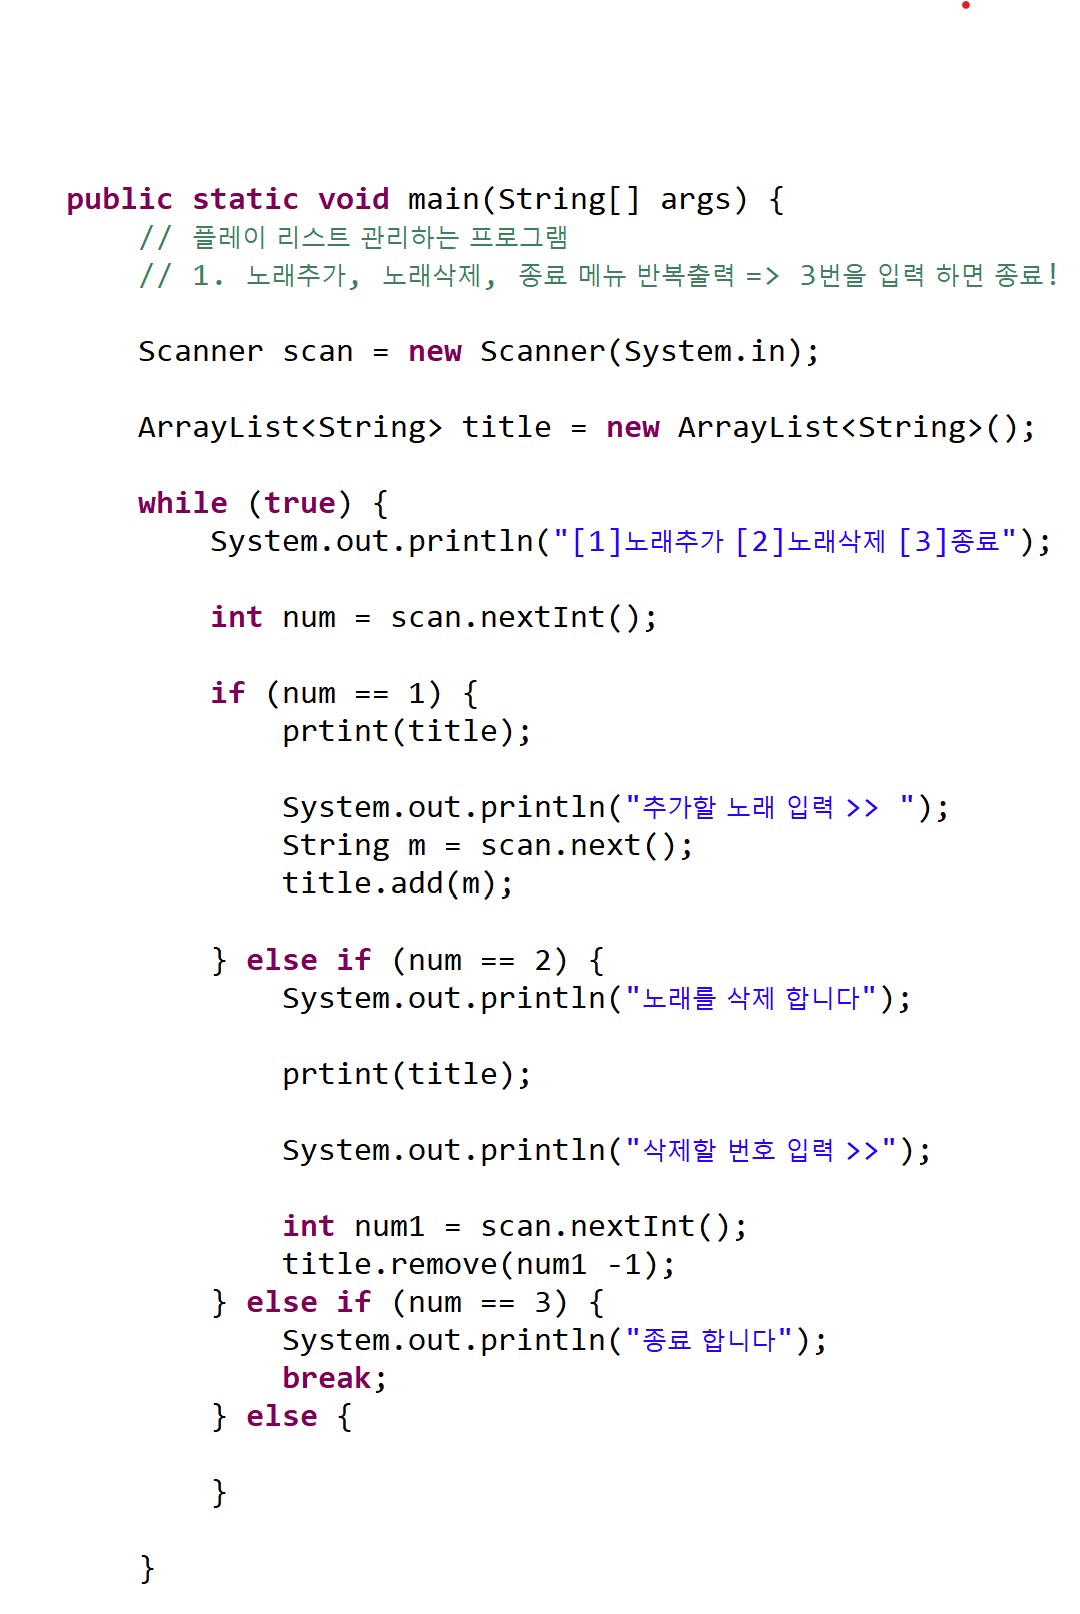 public static void main(String[] args) {
// 플레이 리스트 관리하는 프로그램
// 1. 노래추가, 노래삭제, 종료 메뉴 반복출력 => 3번을 입력 하면 종료!
Scanner scan = new Scanner(System.in);
ArrayList<String> title = new ArrayList<String>();
while (true) {
System.out.println("[1]노래추가 [2]노래삭제 [3]종료");
int num = scan.nextInt();
if (num == 1) {
prtint(title);
System.out.println("추가할 노래 입력 >> ");
String m = scan.next();
title.add(m);
} else if (num == 2) {
System.out.println("노래를 삭제 합니다");
prtint(title);
System.out.println("삭제할 번호 입력 >>");
int num1 = scan.nextInt();
title.remove(num1 -1);
} else if (num == 3) {
System.out.println("종료 합니다");
break;
} else {
}
}